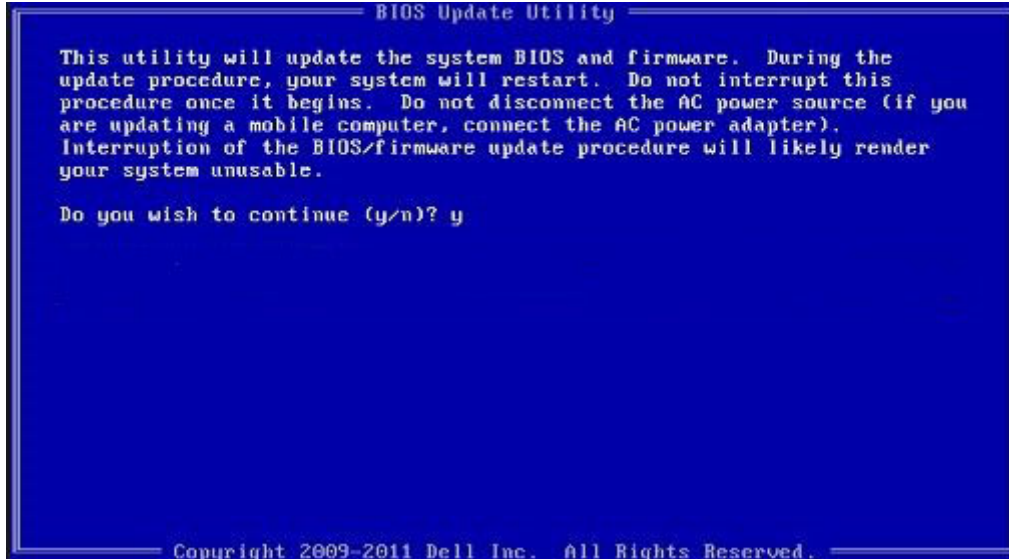 BIOS Update Utility
This utility will update the system BIOS and firmware.  During the
update procedure, your system will restart.  Do not interrupt this
procedure once it begins.  Do not disconnect the AC power source (if you
are updating a mobile computer, connect the AC power adapter).
Interruption of the BIOS/firmware update procedure will likely render
your system unusable.
Do you wish to continue (y/n)? y
Copyright 2009-2011 Dell Inc.  All Rights Reserved.